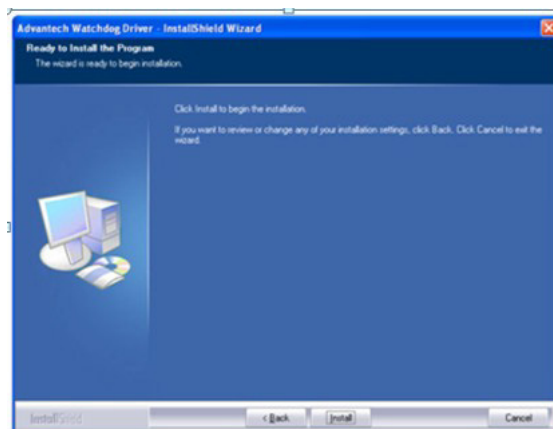 Advantech Watchdog Driver - InstallShield Wizard
Ready to Install the Program
The wizard is ready to begin installation.
Click Install to begin the installation.
If you want to review or change any of your installation settings, click Back. Click Cancel to exit the
wizard.
InstallShield
< Back
Install
Cancel